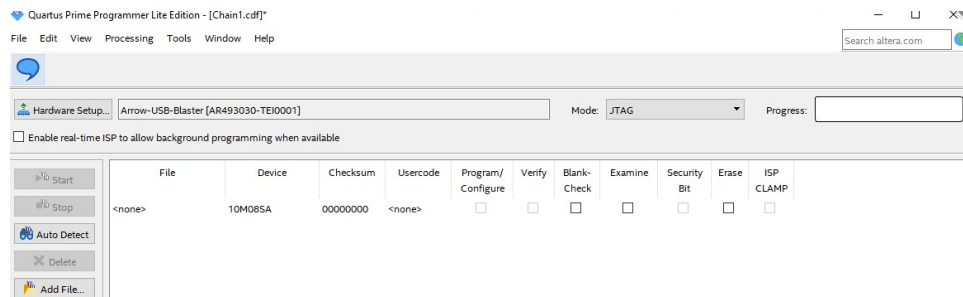 Quartus Prime Programmer Lite Edition - [Chain1.cdf]*
File Edit View Processing Tools Window Help
Search altera.com
Hardware Setup... Arrow-USB-Blaster [AR493030-TEI0001] Mode: JTAG Progress:
Enable real-time ISP to allow background programming when available
File Device Checksum Usercode Program/ Verify Blank- Examine Security Erase ISP
Configure Check Bit CLAMP
Start
Stop
<none> 10M08SA 00000000 <none>
Auto Detect
Delete
Add File...